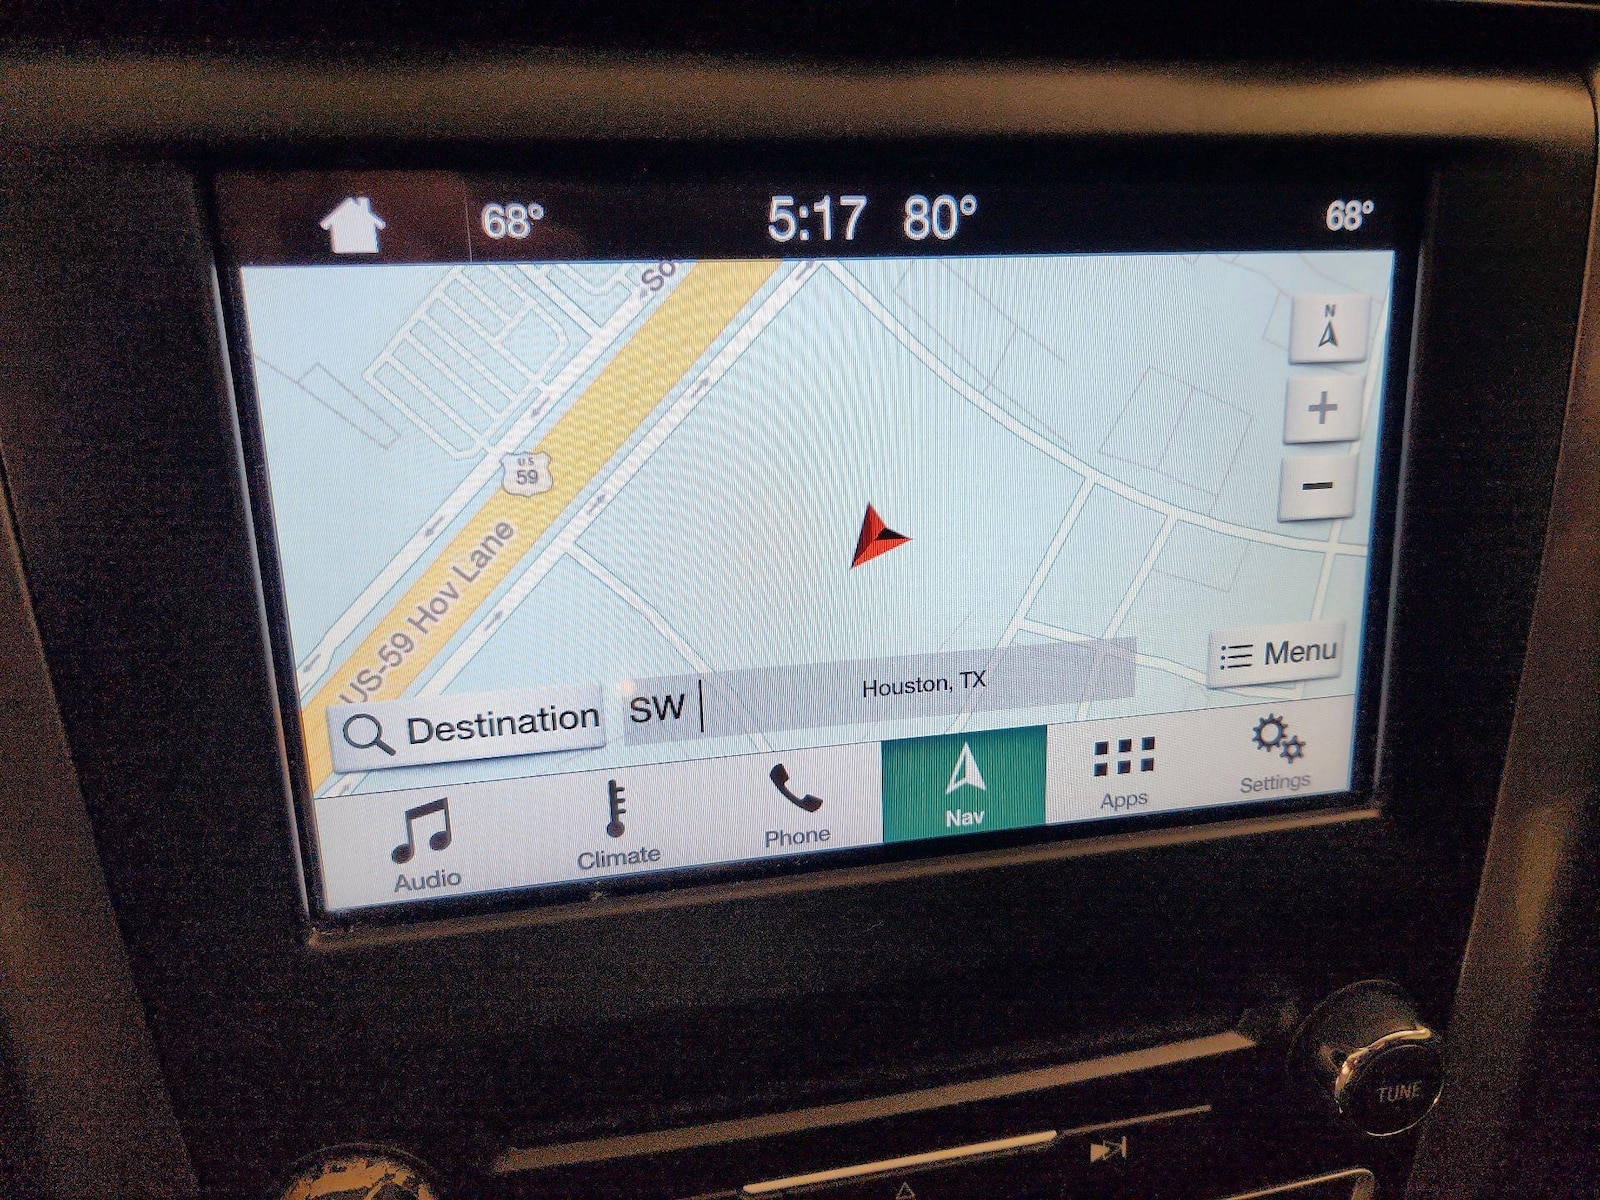 68° 5:17 80° 68°
So
N
U.S
59
US-59 Hov Lane
+
−
Menu
Destination
SW |
Houston, TX
Audio
Climate
Phone
Nav
Apps
Settings
TUNE